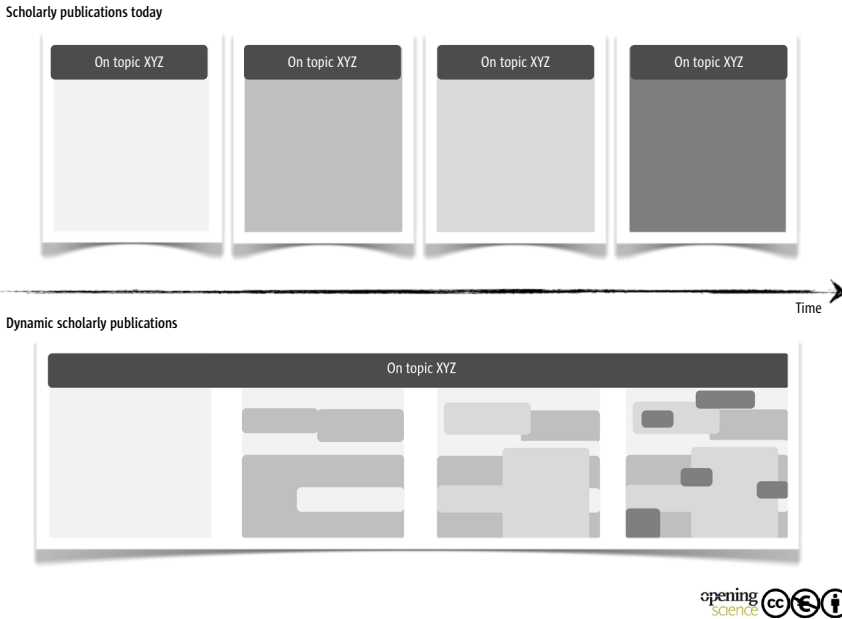 Scholarly publications today
On topic XYZ
On topic XYZ
On topic XYZ
On topic XYZ
Time
Dynamic scholarly publications
On topic XYZ
opening
science
cc
€